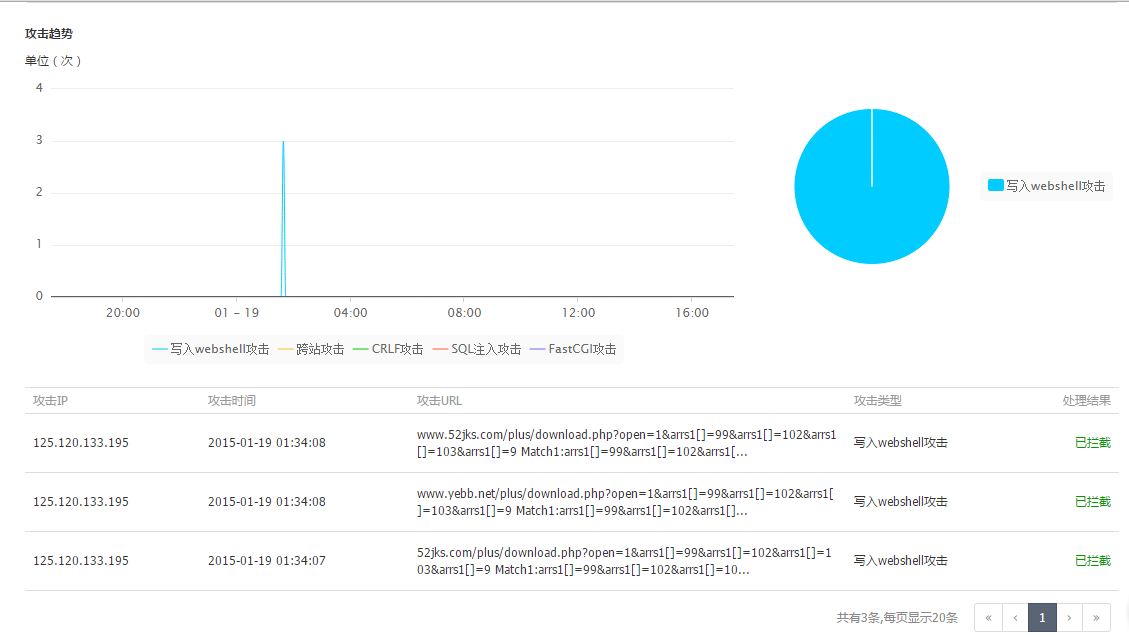 攻击趋势
单位 ( 次 )
4
3
2
1
0
20:00
01 - 19
04:00
08:00
12:00
16:00
写入webshell攻击
写入webshell攻击
跨站攻击
CRLF攻击
SQL注入攻击
FastCGI攻击
攻击IP 攻击时间 攻击URL 攻击类型 处理结果
125.120.133.195 2015-01-19 01:34:08 www.52jks.com/plus/download.php?open=1&arrs1[]=99&arrs1[]=102&arrs1
[]=103&arrs1[]=9 Match1:arrs1[]=99&arrs1[]=102&arrs1[... 写入webshell攻击 已拦截
125.120.133.195 2015-01-19 01:34:08 www.yebb.net/plus/download.php?open=1&arrs1[]=99&arrs1[]=102&arrs1[
]=103&arrs1[]=9 Match1:arrs1[]=99&arrs1[]=102&arrs1[]... 写入webshell攻击 已拦截
125.120.133.195 2015-01-19 01:34:07 52jks.com/plus/download.php?open=1&arrs1[]=99&arrs1[]=102&arrs1[]=1
03&arrs1[]=9 Match1:arrs1[]=99&arrs1[]=102&arrs1[]=10... 写入webshell攻击 已拦截
共有3条,每页显示20条 « ‹ 1 › »